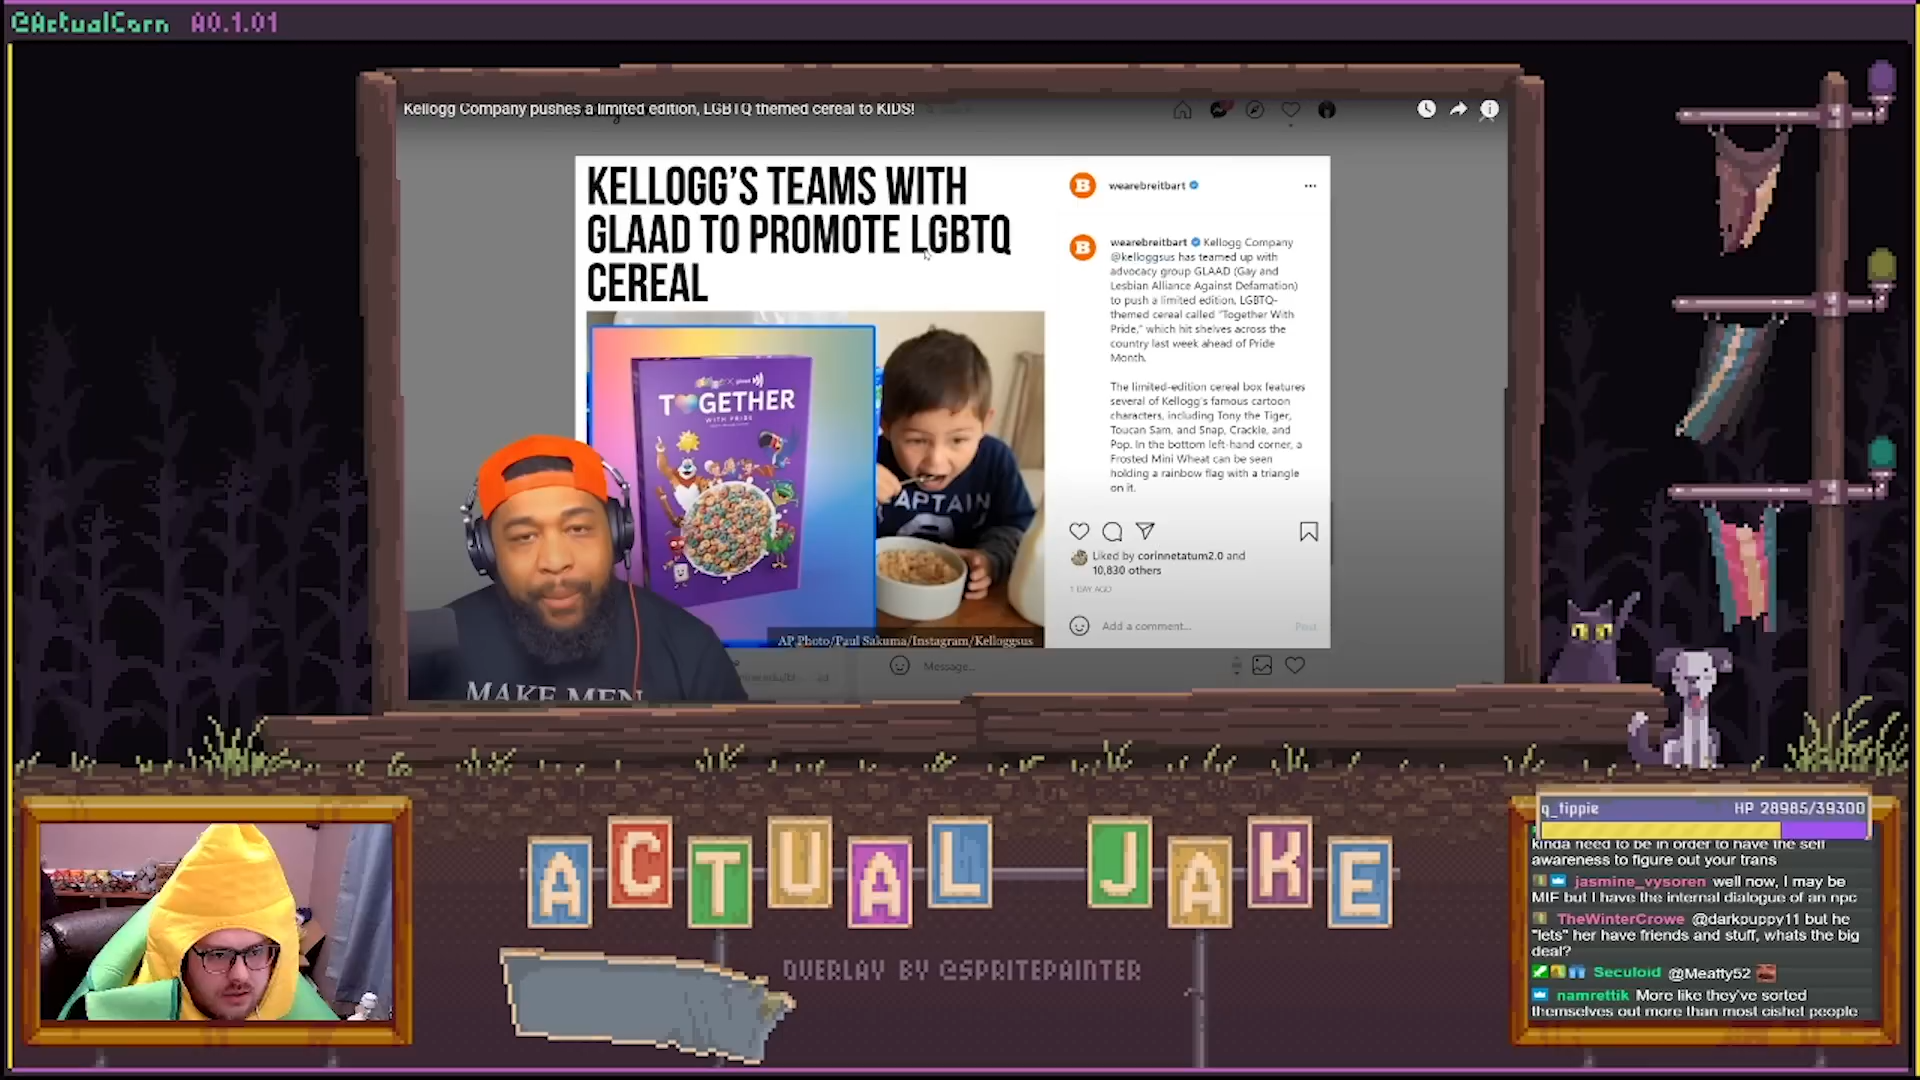 @ActualCorn A0.1.01
Kellogg Company pushes a limited edition, LGBTQ themed cereal to KIDS!
KELLOGG'S TEAMS WITH
GLAAD TO PROMOTE LGBTQ
CEREAL
TOGETHER
WITH PRIDE
CAPTAIN
AP Photo/Paul Sakuma/Instagram/Kelloggsus
MAKE MEN
wearebreitbart
wearebreitbart Kellogg Company
@kelloggsus has teamed up with
advocacy group GLAAD (Gay and
Lesbian Alliance Against Defamation)
to push a limited edition, LGBTQ-
themed cereal called "Together With
Pride," which hit shelves across the
country last week ahead of Pride
Month.
The limited-edition cereal box features
several of Kellogg's famous cartoon
characters, including Tony the Tiger,
Toucan Sam, and Snap, Crackle, and
Pop. In the bottom left-hand corner, a
Frosted Mini Wheat can be seen
holding a rainbow flag with a triangle
on it.
Liked by corinnetatum2.0 and
10,830 others
1 DAY AGO
Add a comment...
Post
Message...
ACTUAL JAKE
OVERLAY BY @SPRITEPAINTER
q_tippie HP 28985/39300
kinda need to be in order to have the self
awareness to figure out your trans
jasmine_vysoren well now, I may be
MIF but I have the internal dialogue of an npc
TheWinterCrowe @darkpuppy11 but he
"lets" her have friends and stuff, whats the big
deal?
Seculoid @Meatty52
namrettik More like they've sorted
themselves out more than most cishet people